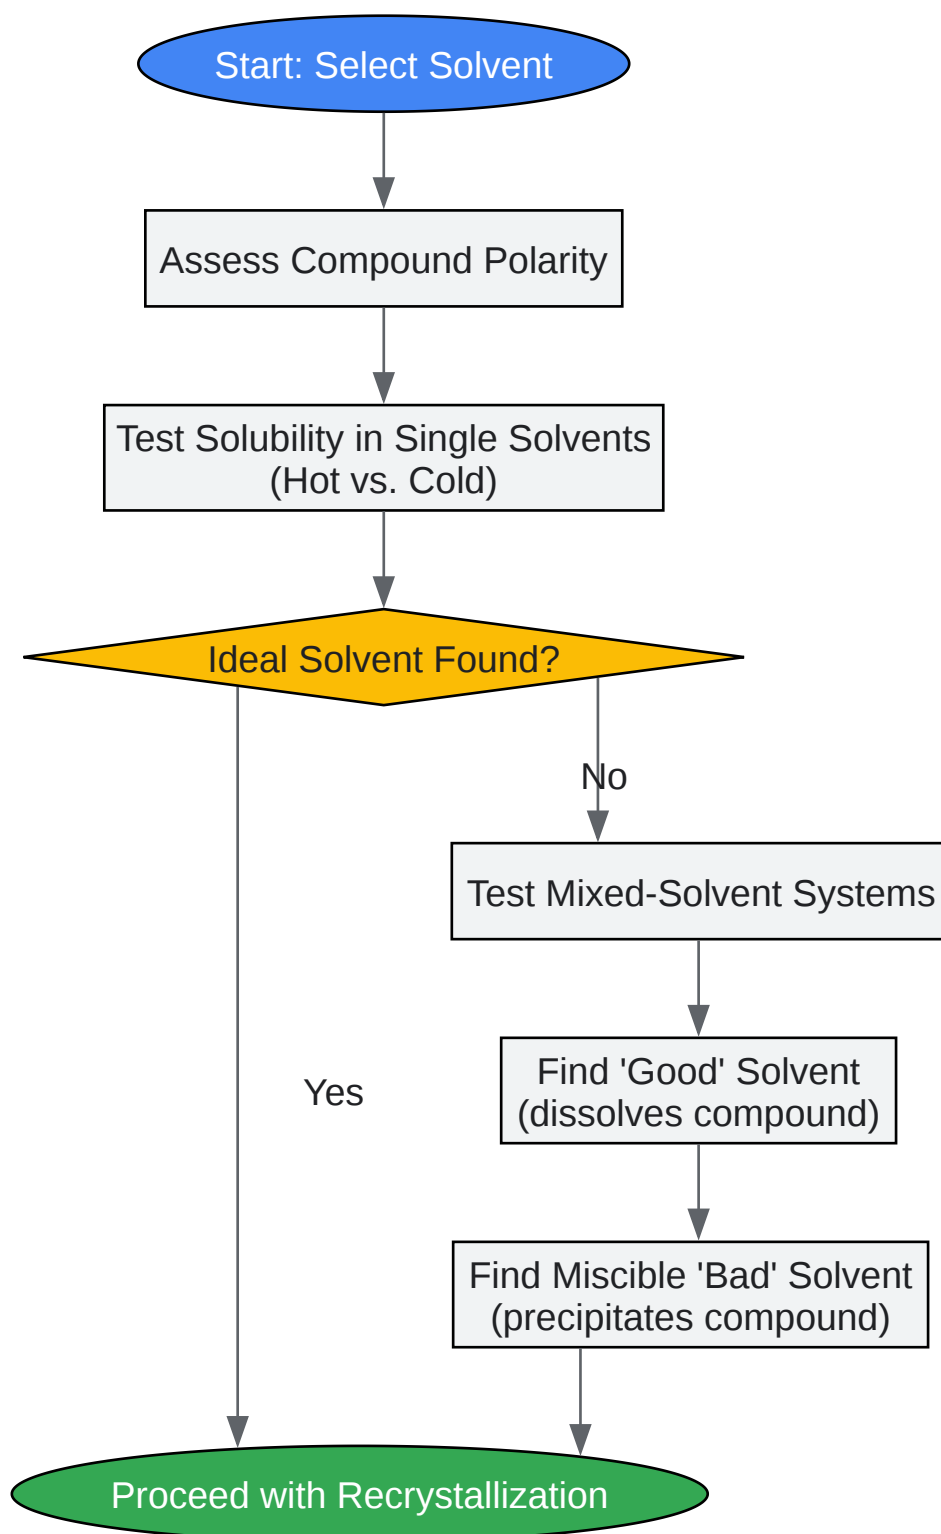 Start: Select Solvent
Assess Compound Polarity
Test Solubility in Single Solvents
(Hot vs. Cold)
Ideal Solvent Found?
No
Test Mixed-Solvent Systems
Find 'Good' Solvent
(dissolves compound)
Yes
Find Miscible 'Bad' Solvent
(precipitates compound)
Proceed with Recrystallization